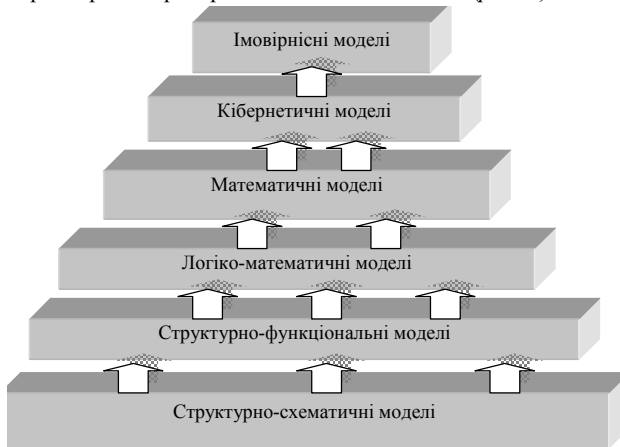 Імовірнісні моделі
Кібернетичні моделі
Математичні моделі
Логіко-математичні моделі
Структурно-функціональні моделі
Структурно-схематичні моделі